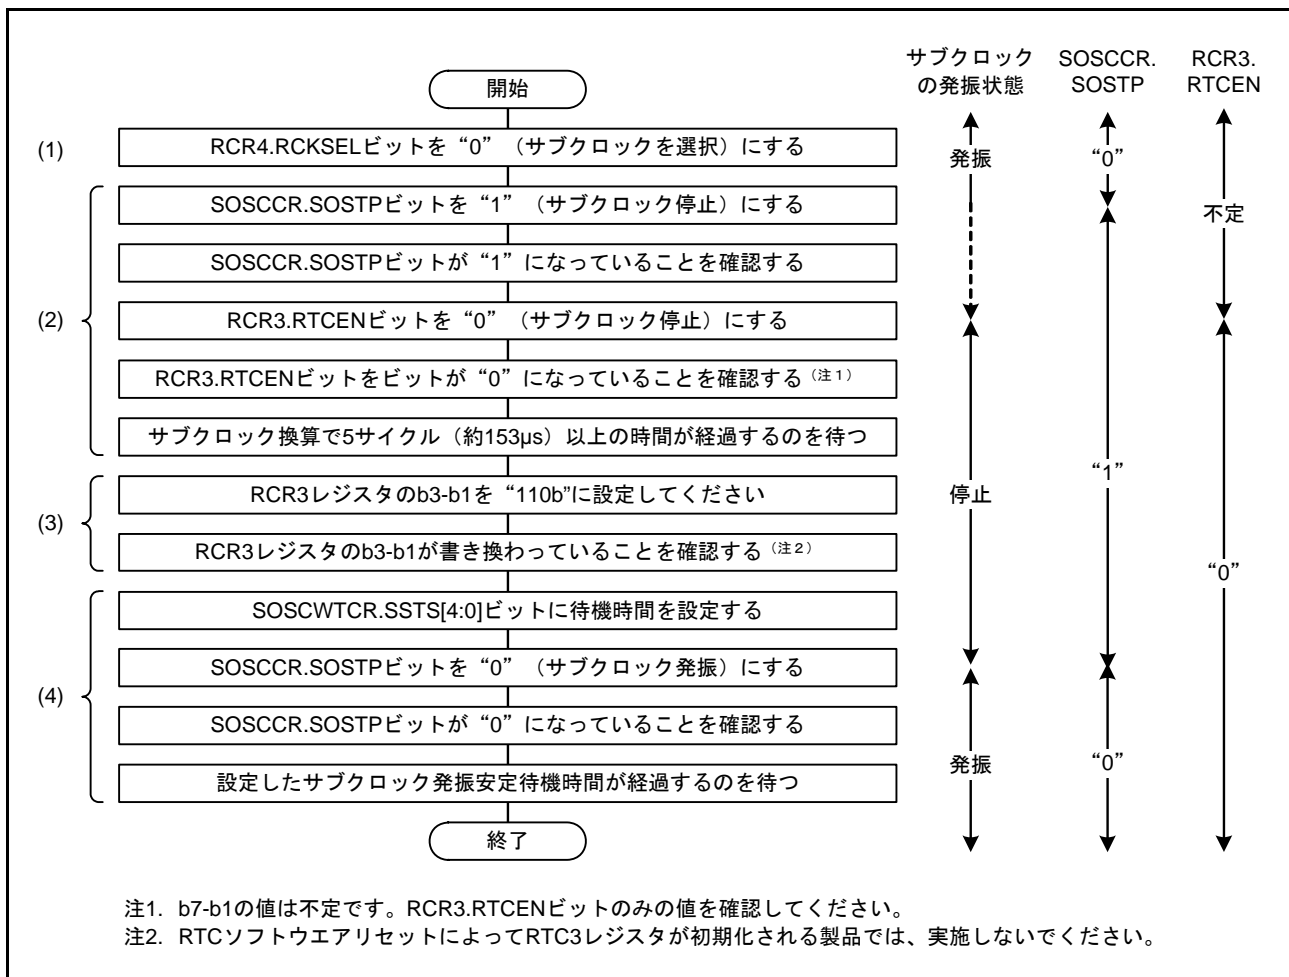 サブクロック
の発振状態
SOSCCR.
SOSTP
RCR3.
RTCEN
開始
(1)
RCR4.RCKSELビットを“0”（サブクロックを選択）にする
発振
“0”
SOSCCR.SOSTPビットを“1”（サブクロック停止）にする
不定
SOSCCR.SOSTPビットが“1”になっていることを確認する
(2)
RCR3.RTCENビットを“0”（サブクロック停止）にする
RCR3.RTCENビットをビットが“0”になっていることを確認する（注１）
サブクロック換算で5サイクル（約153μs）以上の時間が経過するのを待つ
“1”
(3)
RCR3レジスタのb3-b1を“110b”に設定してください
停止
RCR3レジスタのb3-b1が書き換わっていることを確認する（注２）
“0”
(4)
SOSCWTCR.SSTS[4:0]ビットに待機時間を設定する
SOSCCR.SOSTPビットを“0”（サブクロック発振）にする
SOSCCR.SOSTPビットが“0”になっていることを確認する
発振
“0”
設定したサブクロック発振安定待機時間が経過するのを待つ
終了
注1. b7-b1の値は不定です。RCR3.RTCENビットのみの値を確認してください。
注2. RTCソフトウエアリセットによってRTC3レジスタが初期化される製品では、実施しないでください。